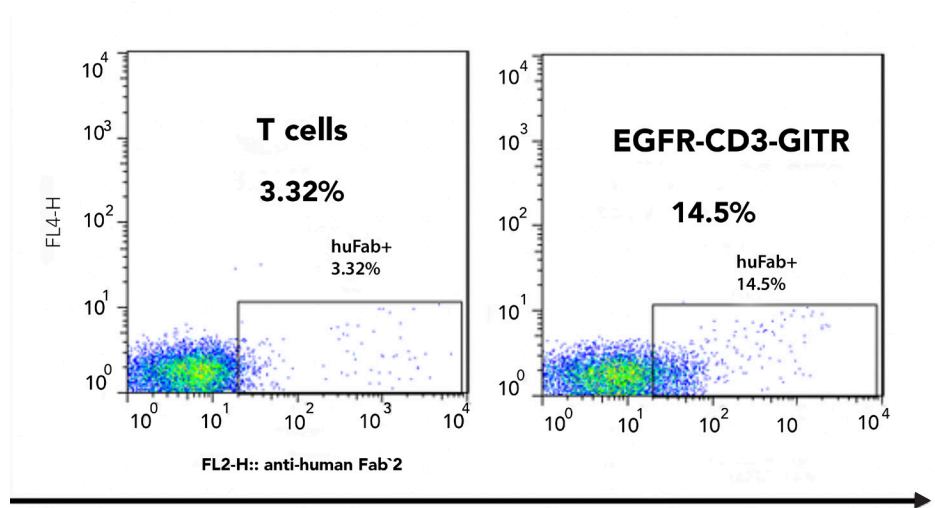 10^4
10^3
10^2
10^1
10^0
FL4-H
T cells
3.32%
huFab+
3.32%
10^0 10^1 10^2 10^3 10^4
FL2-H:: anti-human Fab`2
10^4
10^3
10^2
10^1
10^0
EGFR-CD3-GITR
14.5%
huFab+
14.5%
10^0 10^1 10^2 10 10^4